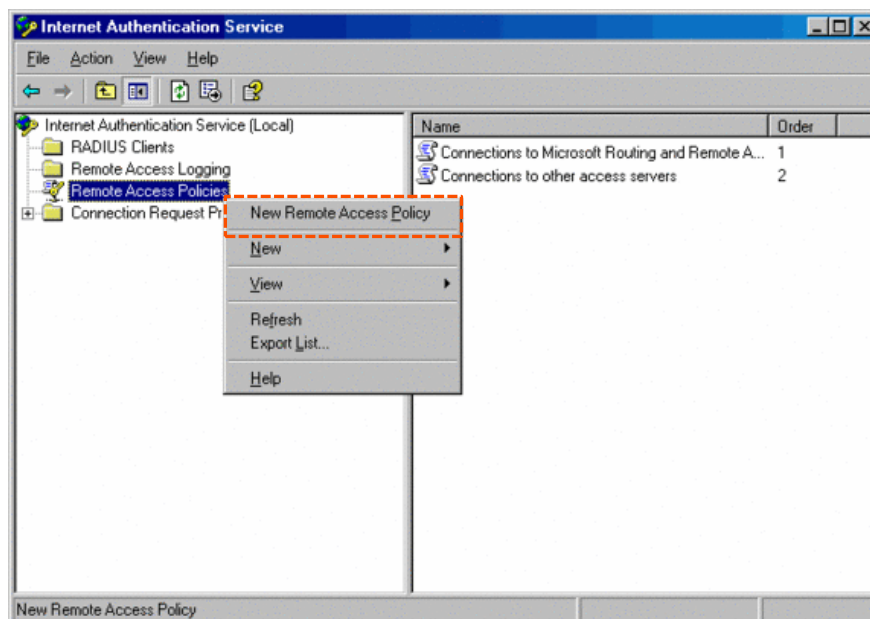 Internet Authentication Service
File Action View Help
Internet Authentication Service (Local)
RADIUS Clients
Remote Access Logging
Remote Access Policies
Connection Request Pr
Name Order
Connections to Microsoft Routing and Remote A... 1
Connections to other access servers 2
New Remote Access Policy
New
View
Refresh
Export List...
Help
New Remote Access Policy